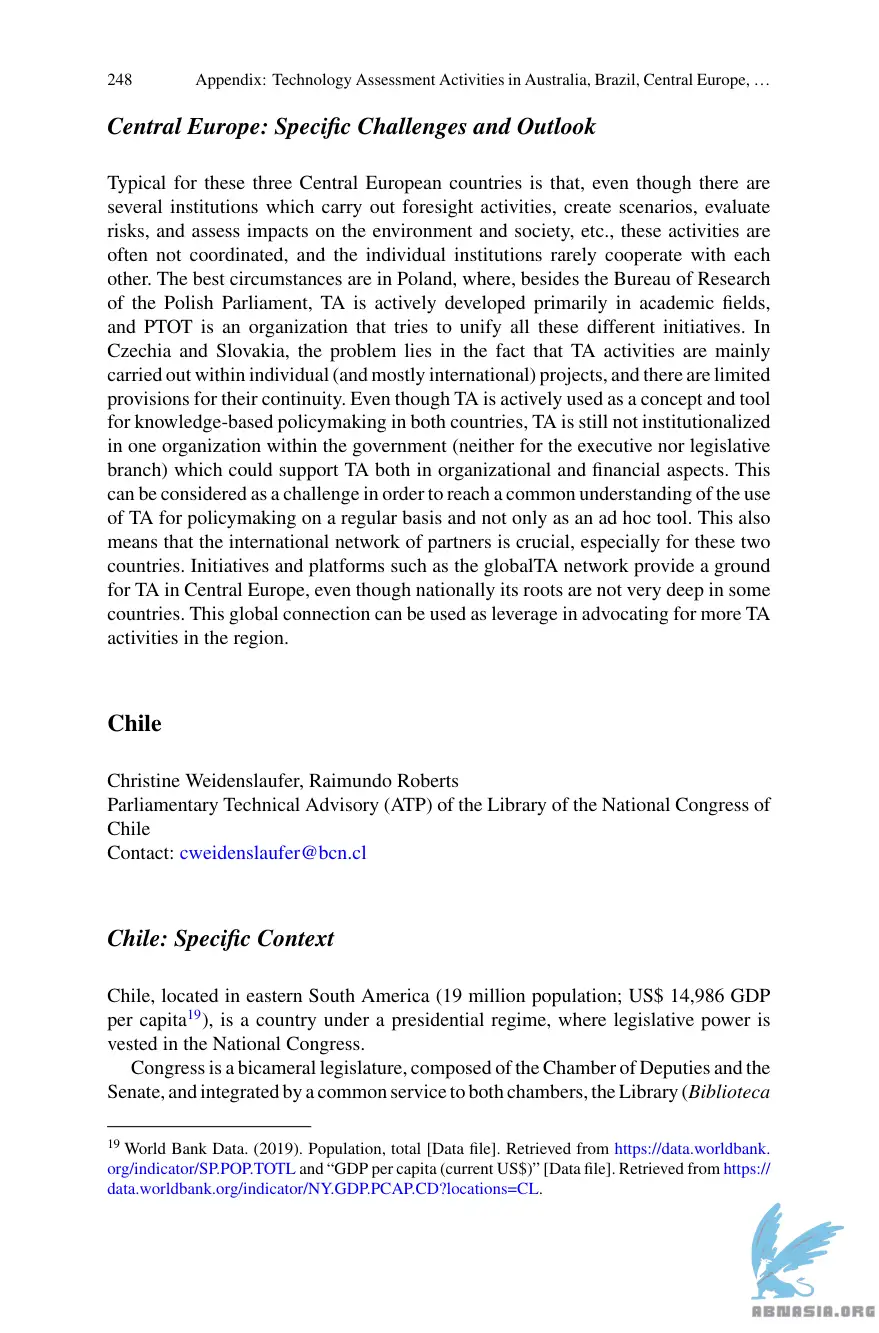 248 Appendix: Technology Assessment Activities in Australia, Brazil, Central Europe, …
Central Europe: Specific Challenges and Outlook
Typical for these three Central European countries is that, even though there are
several institutions which carry out foresight activities, create scenarios, evaluate
risks, and assess impacts on the environment and society, etc., these activities are
often not coordinated, and the individual institutions rarely cooperate with each
other. The best circumstances are in Poland, where, besides the Bureau of Research
of the Polish Parliament, TA is actively developed primarily in academic fields,
and PTOT is an organization that tries to unify all these different initiatives. In
Czechia and Slovakia, the problem lies in the fact that TA activities are mainly
carried out within individual (and mostly international) projects, and there are limited
provisions for their continuity. Even though TA is actively used as a concept and tool
for knowledge-based policymaking in both countries, TA is still not institutionalized
in one organization within the government (neither for the executive nor legislative
branch) which could support TA both in organizational and financial aspects. This
can be considered as a challenge in order to reach a common understanding of the use
of TA for policymaking on a regular basis and not only as an ad hoc tool. This also
means that the international network of partners is crucial, especially for these two
countries. Initiatives and platforms such as the globalTA network provide a ground
for TA in Central Europe, even though nationally its roots are not very deep in some
countries. This global connection can be used as leverage in advocating for more TA
activities in the region.
Chile
Christine Weidenslaufer, Raimundo Roberts
Parliamentary Technical Advisory (ATP) of the Library of the National Congress of
Chile
Contact: cweidenslaufer@bcn.cl
Chile: Specific Context
Chile, located in eastern South America (19 million population; US$ 14,986 GDP
per capita19), is a country under a presidential regime, where legislative power is
vested in the National Congress.
Congress is a bicameral legislature, composed of the Chamber of Deputies and the
Senate, and integrated by a common service to both chambers, the Library (Biblioteca
19 World Bank Data. (2019). Population, total [Data file]. Retrieved from https://data.worldbank.
org/indicator/SP.POP.TOTL and “GDP per capita (current US$)” [Data file]. Retrieved from https://
data.worldbank.org/indicator/NY.GDP.PCAP.CD?locations=CL.
ABNASIA.ORG